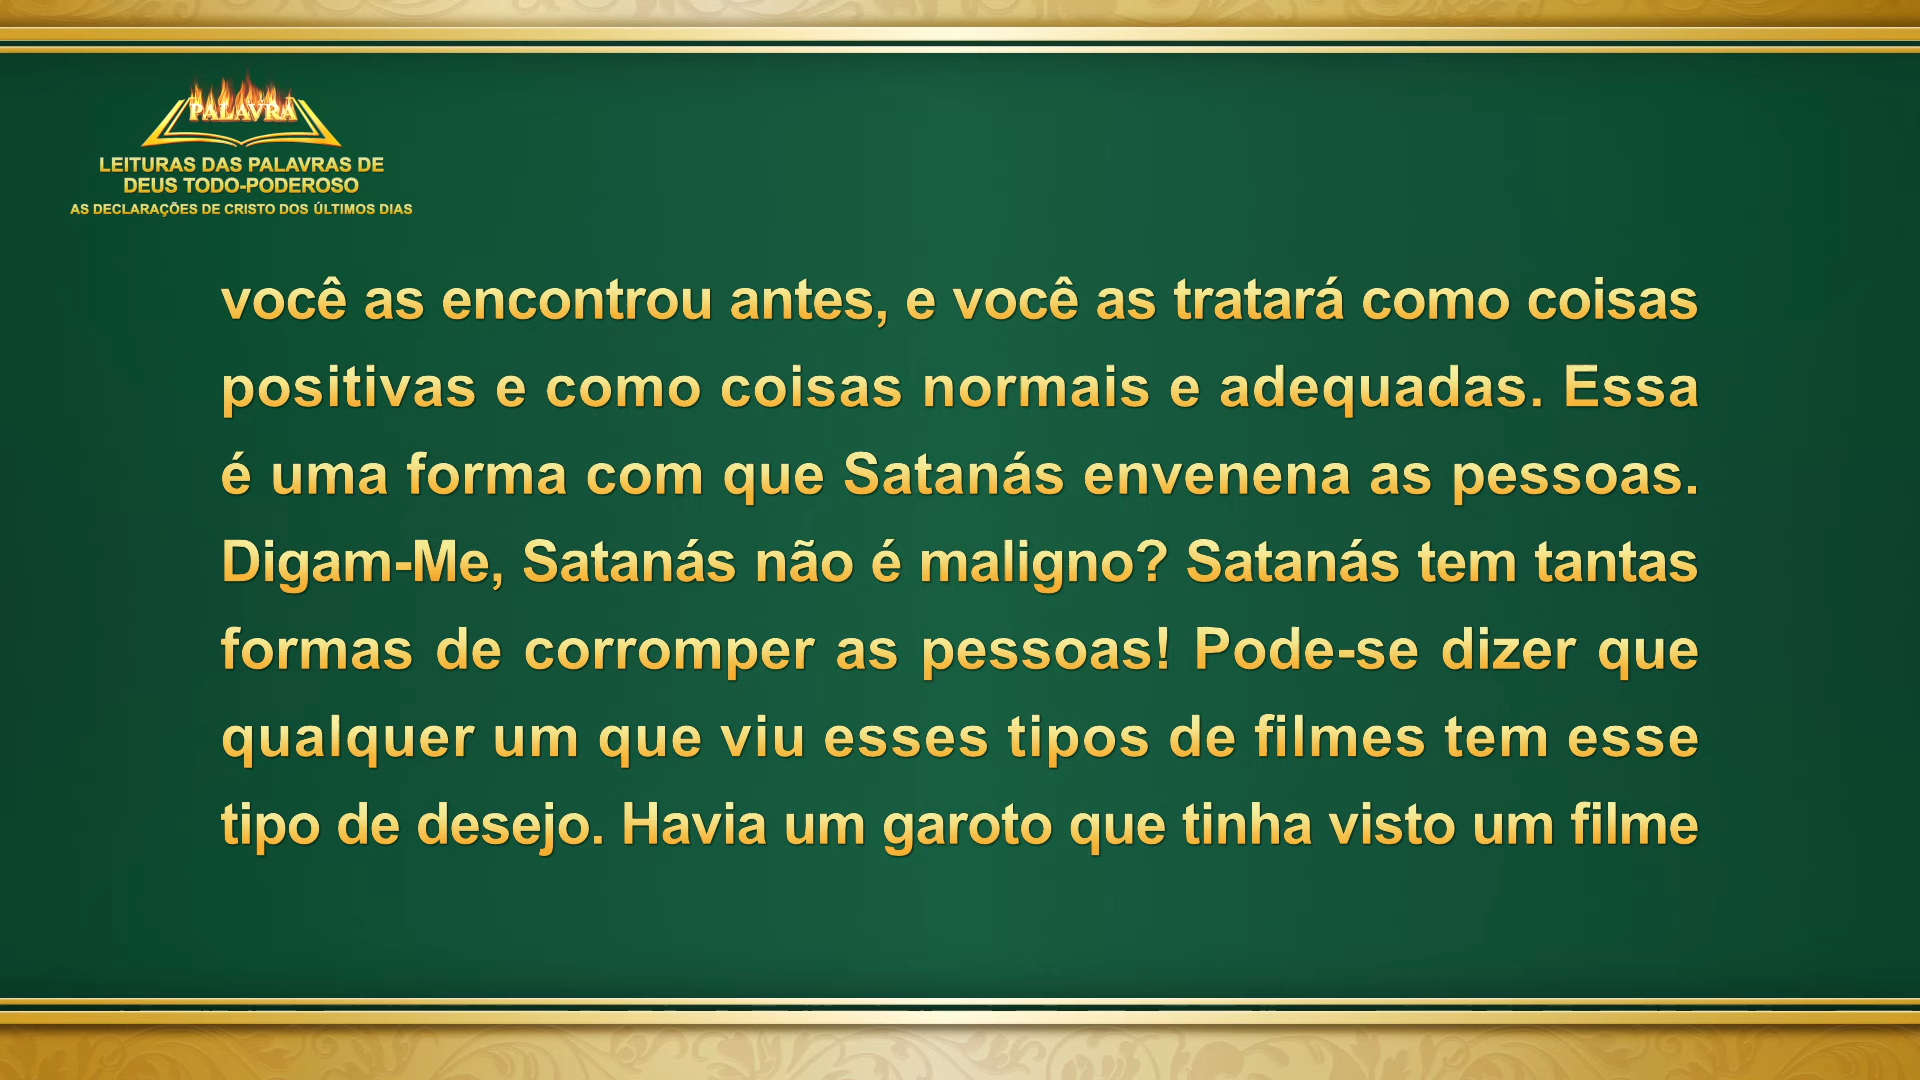 PALAVRA
LEITURAS DAS PALAVRAS DE
DEUS TODO-PODEROSO
AS DECLARAÇÕES DE CRISTO DOS ÚLTIMOS DIAS
você as encontrou antes, e você as tratará como coisas
positivas e como coisas normais e adequadas. Essa
é uma forma com que Satanás envenena as pessoas.
Digam-Me, Satanás não é maligno? Satanás tem tantas
formas de corromper as pessoas! Pode-se dizer que
qualquer um que viu esses tipos de filmes tem esse
tipo de desejo. Havia um garoto que tinha visto um filme